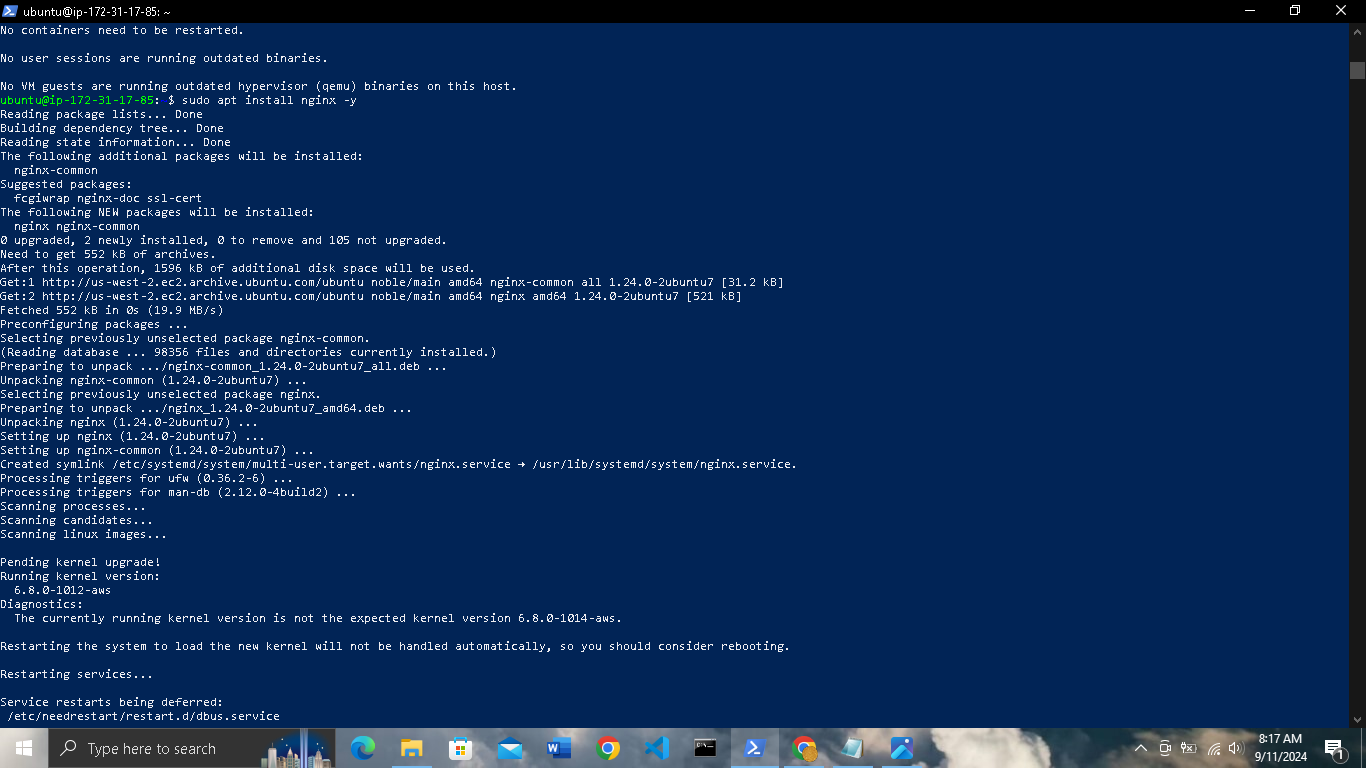 ubuntu@ip-172-31-17-85: ~
No containers need to be restarted.
No user sessions are running outdated binaries.
No VM guests are running outdated hypervisor (qemu) binaries on this host.
ubuntu@ip-172-31-17-85:~$ sudo apt install nginx -y
Reading package lists... Done
Building dependency tree... Done
Reading state information... Done
The following additional packages will be installed:
  nginx-common
Suggested packages:
  fcgiwrap nginx-doc ssl-cert
The following NEW packages will be installed:
  nginx nginx-common
0 upgraded, 2 newly installed, 0 to remove and 105 not upgraded.
Need to get 552 kB of archives.
After this operation, 1596 kB of additional disk space will be used.
Get:1 http://us-west-2.ec2.archive.ubuntu.com/ubuntu noble/main amd64 nginx-common all 1.24.0-2ubuntu7 [31.2 kB]
Get:2 http://us-west-2.ec2.archive.ubuntu.com/ubuntu noble/main amd64 nginx amd64 1.24.0-2ubuntu7 [521 kB]
Fetched 552 kB in 0s (19.9 MB/s)
Preconfiguring packages ...
Selecting previously unselected package nginx-common.
(Reading database ... 98356 files and directories currently installed.)
Preparing to unpack .../nginx-common_1.24.0-2ubuntu7_all.deb ...
Unpacking nginx-common (1.24.0-2ubuntu7) ...
Selecting previously unselected package nginx.
Preparing to unpack .../nginx_1.24.0-2ubuntu7_amd64.deb ...
Unpacking nginx (1.24.0-2ubuntu7) ...
Setting up nginx (1.24.0-2ubuntu7) ...
Setting up nginx-common (1.24.0-2ubuntu7) ...
Created symlink /etc/systemd/system/multi-user.target.wants/nginx.service → /usr/lib/systemd/system/nginx.service.
Processing triggers for ufw (0.36.2-6) ...
Processing triggers for man-db (2.12.0-4build2) ...
Scanning processes...
Scanning candidates...
Scanning linux images...
Pending kernel upgrade!
Running kernel version:
  6.8.0-1012-aws
Diagnostics:
  The currently running kernel version is not the expected kernel version 6.8.0-1014-aws.
Restarting the system to load the new kernel will not be handled automatically, so you should consider rebooting.
Restarting services...
Service restarts being deferred:
 /etc/needrestart/restart.d/dbus.service
Type here to search
8:17 AM
9/11/2024
1